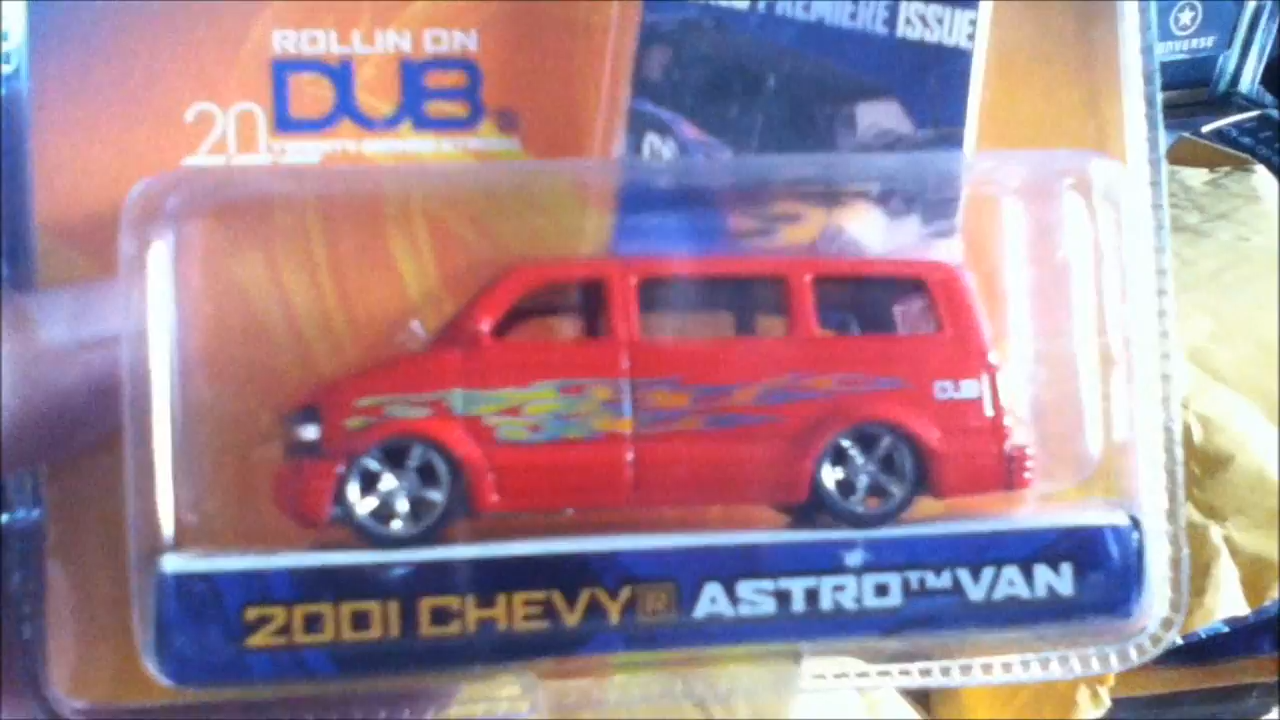 ROLLIN ON
DUB
20
PREMIERE ISSUE
DUB
2001 CHEVY® ASTRO™ VAN